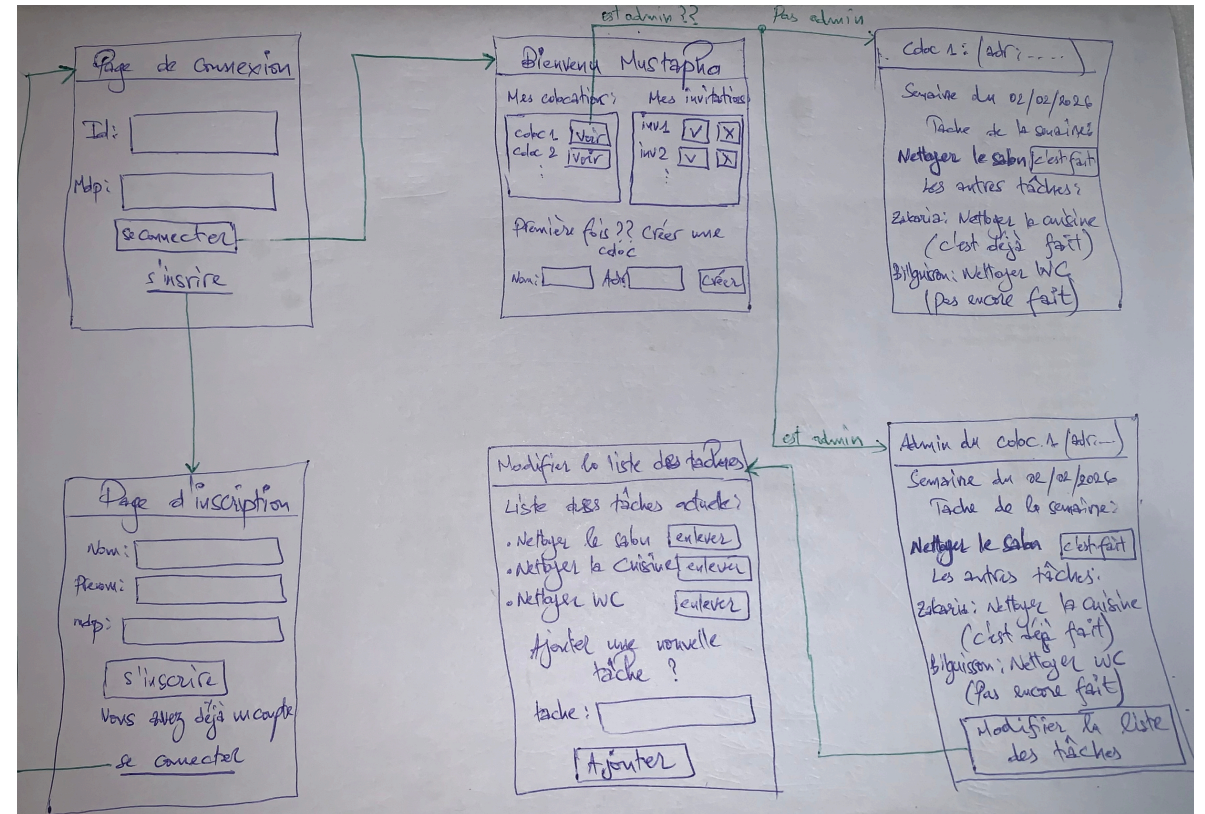 Page de connexion
Id:
Mdp:
se connecter
s'insrire
est admin ??
Pas admin
Bienvenu Mustapha
Mes colocations: Mes invitations
coloc 1 voir
coloc 2 voir
:
inv1 V X
inv2 V X
:
Première fois ?? créer une
coloc
Nom: Adr: créer
Coloc 1: (adr: .....)
Semaine du 02/02/2026
Tache de la semaine:
Nettoyer le salon c'est fait
Les autres tâches:
Zakaria: Nettoyer la cuisine
(c'est déjà fait)
Bilguisson: Nettoyer WC
(pas encore fait)
Page d'inscription
Nom:
Prenom:
mdp:
s'inscrire
Vous avez déjà un compte
se connecter
Modifier la liste des taches
Liste des tâches actuelle:
. Nettoyer le salon enlever
. Nettoyer la cuisine enlever
. Nettoyer WC enlever
Ajouter une nouvelle
tâche ?
tache:
Ajouter
est admin
Admin du coloc. 1 (adr...)
Semaine du 02/02/2026
Tache de la semaine:
Nettoyer le salon c'est fait
Les autres tâches:
Zakaria: Nettoyer la cuisine
(c'est déjà fait)
Bilguisson: Nettoyer WC
(Pas encore fait)
Modifier la liste
des tâches